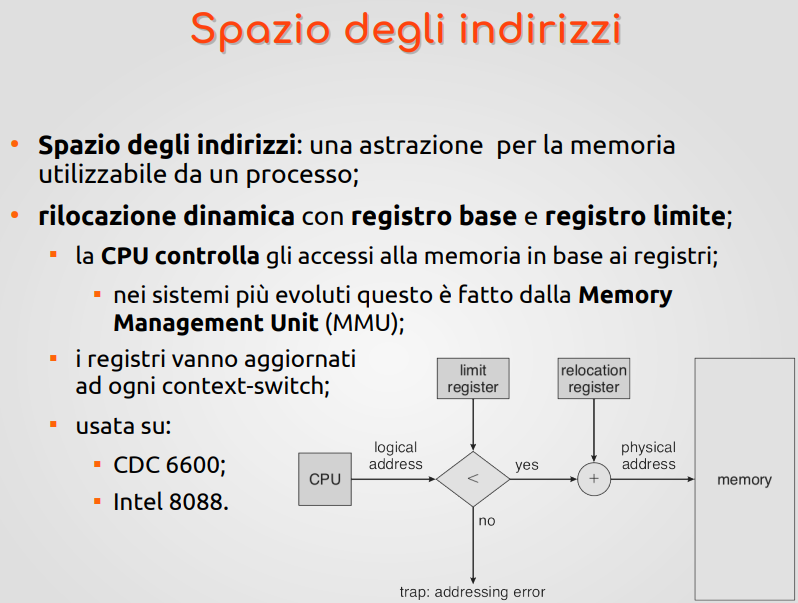 Spazio degli indirizzi
• Spazio degli indirizzi: una astrazione per la memoria
utilizzabile da un processo;
• rilocazione dinamica con registro base e registro limite;
▪ la CPU controlla gli accessi alla memoria in base ai registri;
▪ nei sistemi più evoluti questo è fatto dalla Memory
Management Unit (MMU);
▪ i registri vanno aggiornati
ad ogni context-switch;
▪ usata su:
▪ CDC 6600;
▪ Intel 8088.
limit
register
relocation
register
CPU
logical
address
<
yes
+
physical
address
memory
no
trap: addressing error